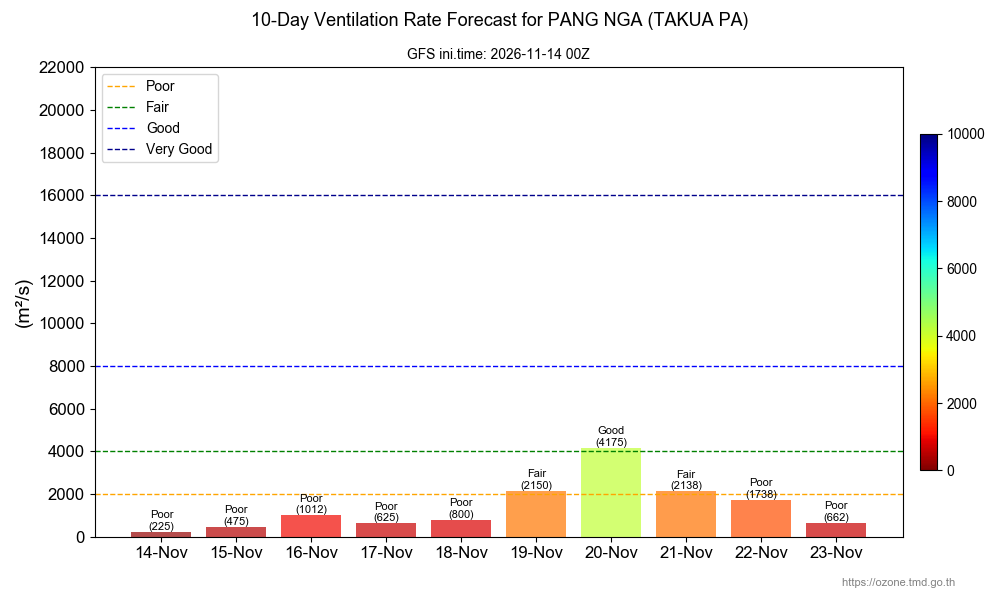 10-Day Ventilation Rate Forecast for PANG NGA (TAKUA PA)
GFS ini.time: 2026-11-14 00Z
(m²/s)
22000
20000
18000
16000
14000
12000
10000
8000
6000
4000
2000
0
Poor
Fair
Good
Very Good
Poor
(225)
Poor
(475)
Poor
(1012)
Poor
(625)
Poor
(800)
Fair
(2150)
Good
(4175)
Fair
(2138)
Poor
(1738)
Poor
(662)
14-Nov 15-Nov 16-Nov 17-Nov 18-Nov 19-Nov 20-Nov 21-Nov 22-Nov 23-Nov
10000
8000
6000
4000
2000
0
https://ozone.tmd.go.th